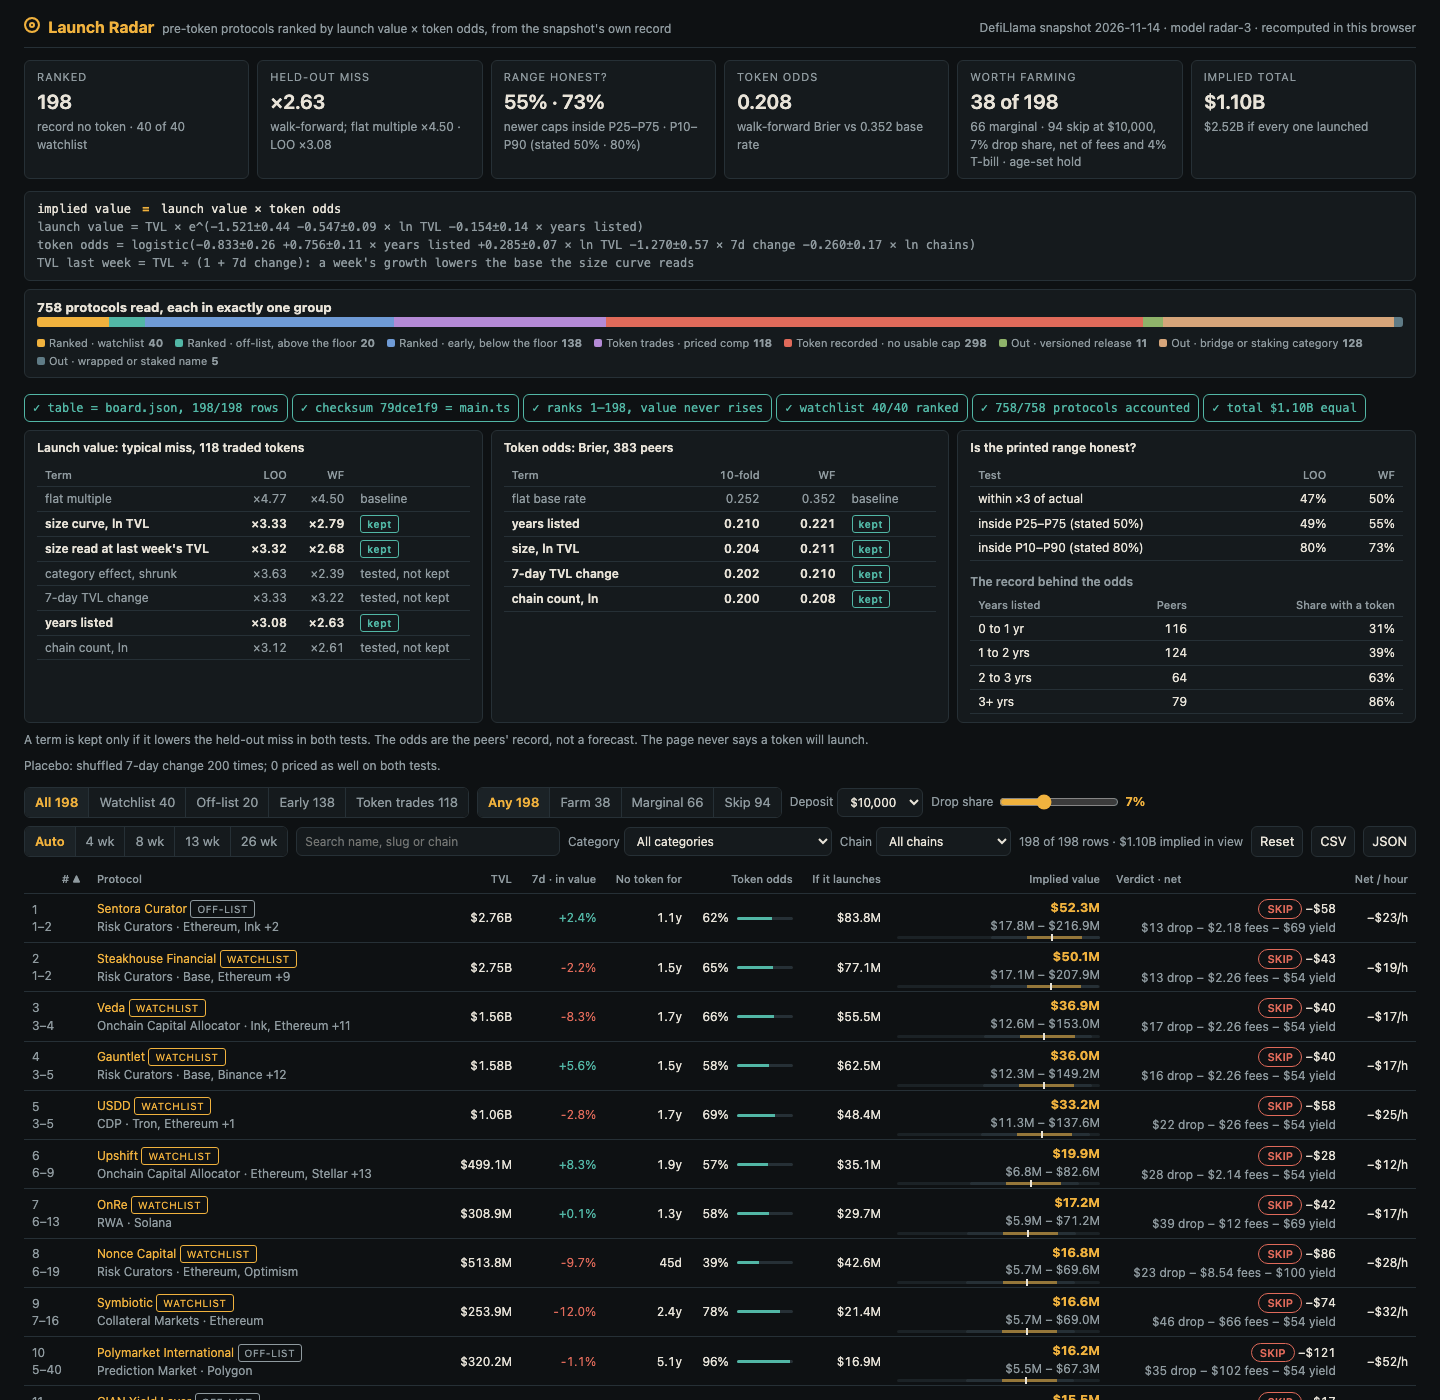 Launch Radar pre-token protocols ranked by launch value × token odds, from the snapshot's own record
DefiLlama snapshot 2026-11-14 · model radar-3 · recomputed in this browser
RANKED
198
record no token · 40 of 40
watchlist
HELD-OUT MISS
×2.63
walk-forward; flat multiple ×4.50 ·
LOO ×3.08
RANGE HONEST?
55% · 73%
newer caps inside P25–P75 · P10–
P90 (stated 50% · 80%)
TOKEN ODDS
0.208
walk-forward Brier vs 0.352 base
rate
WORTH FARMING
38 of 198
66 marginal · 94 skip at $10,000,
7% drop share, net of fees and 4%
T-bill · age-set hold
IMPLIED TOTAL
$1.10B
$2.52B if every one launched
implied value = launch value × token odds
launch value = TVL × e^(−1.521±0.44 −0.547±0.09 × ln TVL −0.154±0.14 × years listed)
token odds = logistic(−0.833±0.26 +0.756±0.11 × years listed +0.285±0.07 × ln TVL −1.270±0.57 × 7d change −0.260±0.17 × ln chains)
TVL last week = TVL ÷ (1 + 7d change): a week's growth lowers the base the size curve reads
758 protocols read, each in exactly one group
Ranked · watchlist 40 Ranked · off-list, above the floor 20 Ranked · early, below the floor 138 Token trades · priced comp 118 Token recorded · no usable cap 298 Out · versioned release 11 Out · bridge or staking category 128
Out · wrapped or staked name 5
✓ table = board.json, 198/198 rows ✓ checksum 79dce1f9 = main.ts ✓ ranks 1–198, value never rises ✓ watchlist 40/40 ranked ✓ 758/758 protocols accounted ✓ total $1.10B equal
Launch value: typical miss, 118 traded tokens
Term LOO WF
flat multiple ×4.77 ×4.50 baseline
size curve, ln TVL ×3.33 ×2.79 kept
size read at last week's TVL ×3.32 ×2.68 kept
category effect, shrunk ×3.63 ×2.39 tested, not kept
7-day TVL change ×3.33 ×3.22 tested, not kept
years listed ×3.08 ×2.63 kept
chain count, ln ×3.12 ×2.61 tested, not kept
Token odds: Brier, 383 peers
Term 10-fold WF
flat base rate 0.252 0.352 baseline
years listed 0.210 0.221 kept
size, ln TVL 0.204 0.211 kept
7-day TVL change 0.202 0.210 kept
chain count, ln 0.200 0.208 kept
Is the printed range honest?
Test LOO WF
within ×3 of actual 47% 50%
inside P25–P75 (stated 50%) 49% 55%
inside P10–P90 (stated 80%) 80% 73%
The record behind the odds
Years listed Peers Share with a token
0 to 1 yr 116 31%
1 to 2 yrs 124 39%
2 to 3 yrs 64 63%
3+ yrs 79 86%
A term is kept only if it lowers the held-out miss in both tests. The odds are the peers' record, not a forecast. The page never says a token will launch.
Placebo: shuffled 7-day change 200 times; 0 priced as well on both tests.
All 198 Watchlist 40 Off-list 20 Early 138 Token trades 118 Any 198 Farm 38 Marginal 66 Skip 94 Deposit $10,000 Drop share 7%
Auto 4 wk 8 wk 13 wk 26 wk Search name, slug or chain Category All categories Chain All chains 198 of 198 rows · $1.10B implied in view Reset CSV JSON
# ▲ Protocol TVL 7d · in value No token for Token odds If it launches Implied value Verdict · net Net / hour
1 Sentora Curator OFF-LIST $2.76B +2.4% 1.1y 62% $83.8M $52.3M SKIP −$58 −$23/h
1–2 Risk Curators · Ethereum, Ink +2 $17.8M – $216.9M $13 drop − $2.18 fees − $69 yield
2 Steakhouse Financial WATCHLIST $2.75B -2.2% 1.5y 65% $77.1M $50.1M SKIP −$43 −$19/h
1–2 Risk Curators · Base, Ethereum +9 $17.1M – $207.9M $13 drop − $2.26 fees − $54 yield
3 Veda WATCHLIST $1.56B -8.3% 1.7y 66% $55.5M $36.9M SKIP −$40 −$17/h
3–4 Onchain Capital Allocator · Ink, Ethereum +11 $12.6M – $153.0M $17 drop − $2.26 fees − $54 yield
4 Gauntlet WATCHLIST $1.58B +5.6% 1.5y 58% $62.5M $36.0M SKIP −$40 −$17/h
3–5 Risk Curators · Base, Binance +12 $12.3M – $149.2M $16 drop − $2.26 fees − $54 yield
5 USDD WATCHLIST $1.06B -2.8% 1.7y 69% $48.4M $33.2M SKIP −$58 −$25/h
3–5 CDP · Tron, Ethereum +1 $11.3M – $137.6M $22 drop − $26 fees − $54 yield
6 Upshift WATCHLIST $499.1M +8.3% 1.9y 57% $35.1M $19.9M SKIP −$28 −$12/h
6–9 Onchain Capital Allocator · Ethereum, Stellar +13 $6.8M – $82.6M $28 drop − $2.14 fees − $54 yield
7 OnRe WATCHLIST $308.9M +0.1% 1.3y 58% $29.7M $17.2M SKIP −$42 −$17/h
6–13 RWA · Solana $5.9M – $71.2M $39 drop − $12 fees − $69 yield
8 Nonce Capital WATCHLIST $513.8M -9.7% 45d 39% $42.6M $16.8M SKIP −$86 −$28/h
6–19 Risk Curators · Ethereum, Optimism $5.7M – $69.6M $23 drop − $8.54 fees − $100 yield
9 Symbiotic WATCHLIST $253.9M -12.0% 2.4y 78% $21.4M $16.6M SKIP −$74 −$32/h
7–16 Collateral Markets · Ethereum $5.7M – $69.0M $46 drop − $66 fees − $54 yield
10 Polymarket International OFF-LIST $320.2M -1.1% 5.1y 96% $16.9M $16.2M SKIP −$121 −$52/h
5–40 Prediction Market · Polygon $5.5M – $67.3M $35 drop − $102 fees − $54 yield